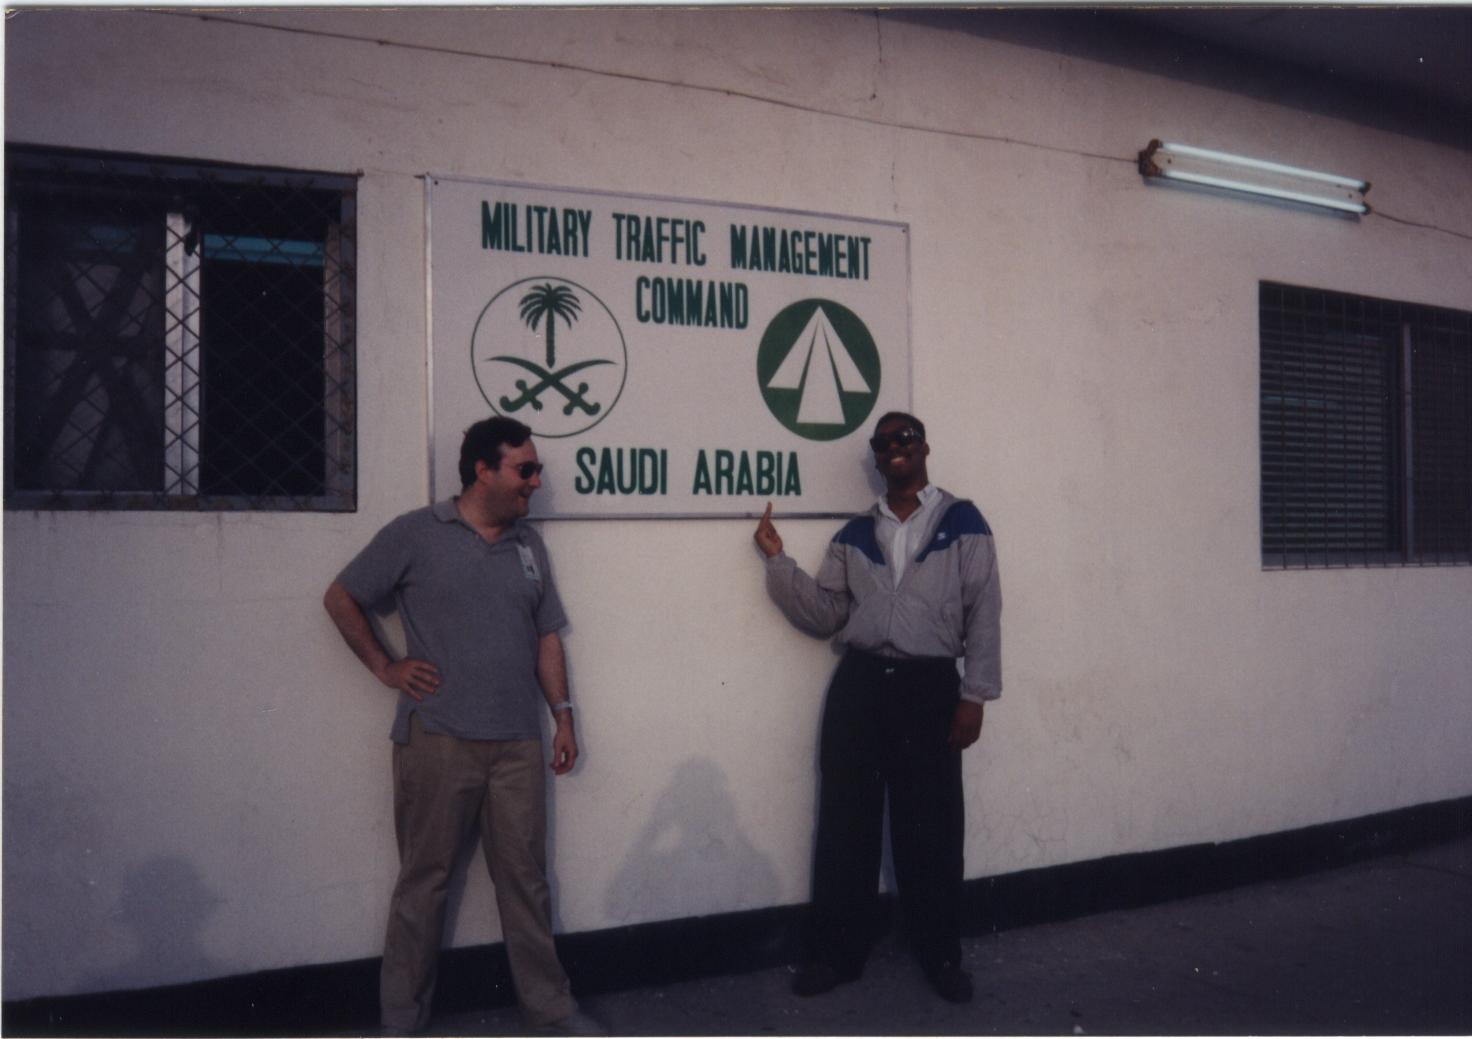 MILITARY TRAFFIC MANAGEMENT
COMMAND
SAUDI ARABIA